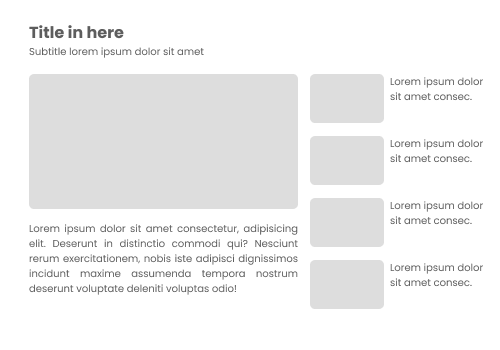 Title in here
Subtitle lorem ipsum dolor sit amet
Lorem ipsum dolor sit amet consectetur, adipisicing
elit. Deserunt in distinctio commodi qui? Nesciunt
rerum exercitationem, nobis iste adipisci dignissimos
incidunt maxime assumenda tempora nostrum
deserunt voluptate deleniti voluptas odio!
Lorem ipsum dolor
sit amet consec.
Lorem ipsum dolor
sit amet consec.
Lorem ipsum dolor
sit amet consec.
Lorem ipsum dolor
sit amet consec.